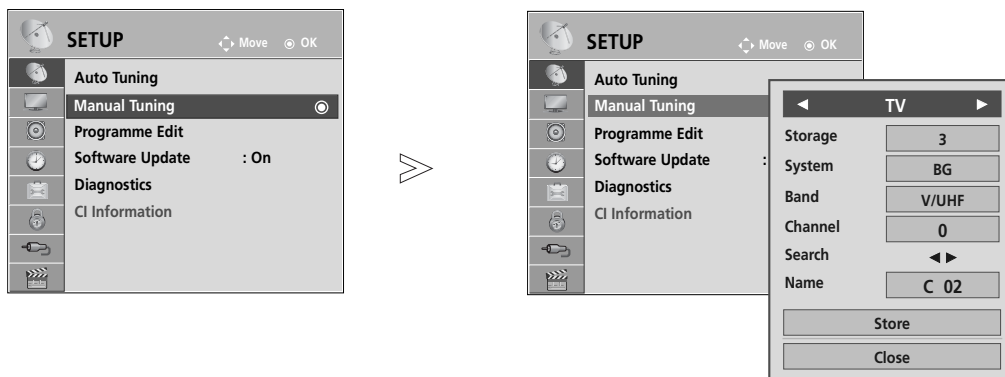 SETUP
Move OK
Auto Tuning
Manual Tuning
Programme Edit
Software Update : On
Diagnostics
CI Information
SETUP
Move OK
Auto Tuning
Manual Tuning
Programme Edit
Software Update :
Diagnostics
CI Information
◄ TV ►
Storage 3
System BG
Band V/UHF
Channel 0
Search ◄ ►
Name C 02
Store
Close